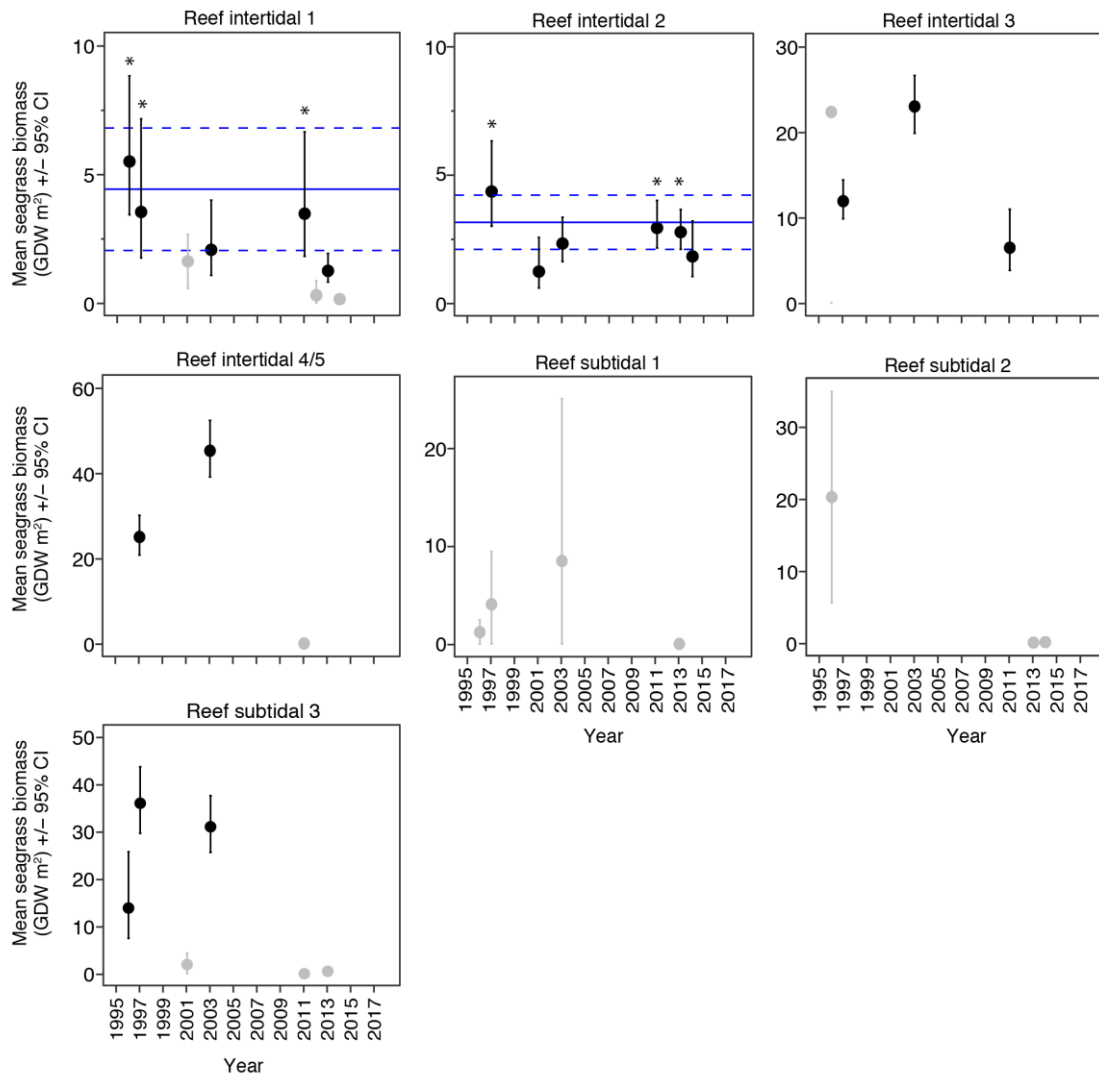 Reef intertidal 1
Reef intertidal 2
Reef intertidal 3
Mean seagrass biomass
(GDW m²) +/− 95% CI
10
5
0
* * *
10
5
0
* * *
30
20
10
0
Reef intertidal 4/5
Reef subtidal 1
Reef subtidal 2
Mean seagrass biomass
(GDW m²) +/− 95% CI
60
40
20
0
20
10
0
30
20
10
0
1995 1997 1999 2001 2003 2005 2007 2009 2011 2013 2015 2017
1995 1997 1999 2001 2003 2005 2007 2009 2011 2013 2015 2017
Year
Year
Reef subtidal 3
Mean seagrass biomass
(GDW m²) +/− 95% CI
50
40
30
20
10
0
1995 1997 1999 2001 2003 2005 2007 2009 2011 2013 2015 2017
Year